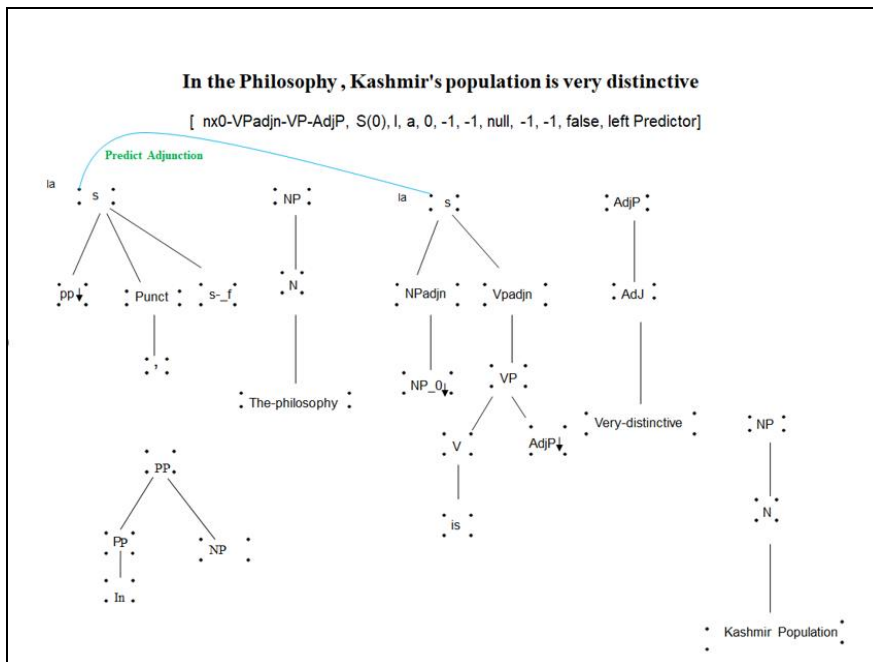 In the Philosophy , Kashmir's population is very distinctive
[ nx0-VPadjn-VP-AdjP, S(0), l, a, 0, -1, -1, null, -1, -1, false, left Predictor]
Predict Adjunction
la
s
NP
la
s
AdjP
pp↓
Punct
s-_f
N
NPadjn
Vpadjn
AdJ
,
The-philosophy
NP_0↓
VP
Very-distinctive
NP
V
AdjP↓
PP
is
N
Pp
NP
In
Kashmir Population